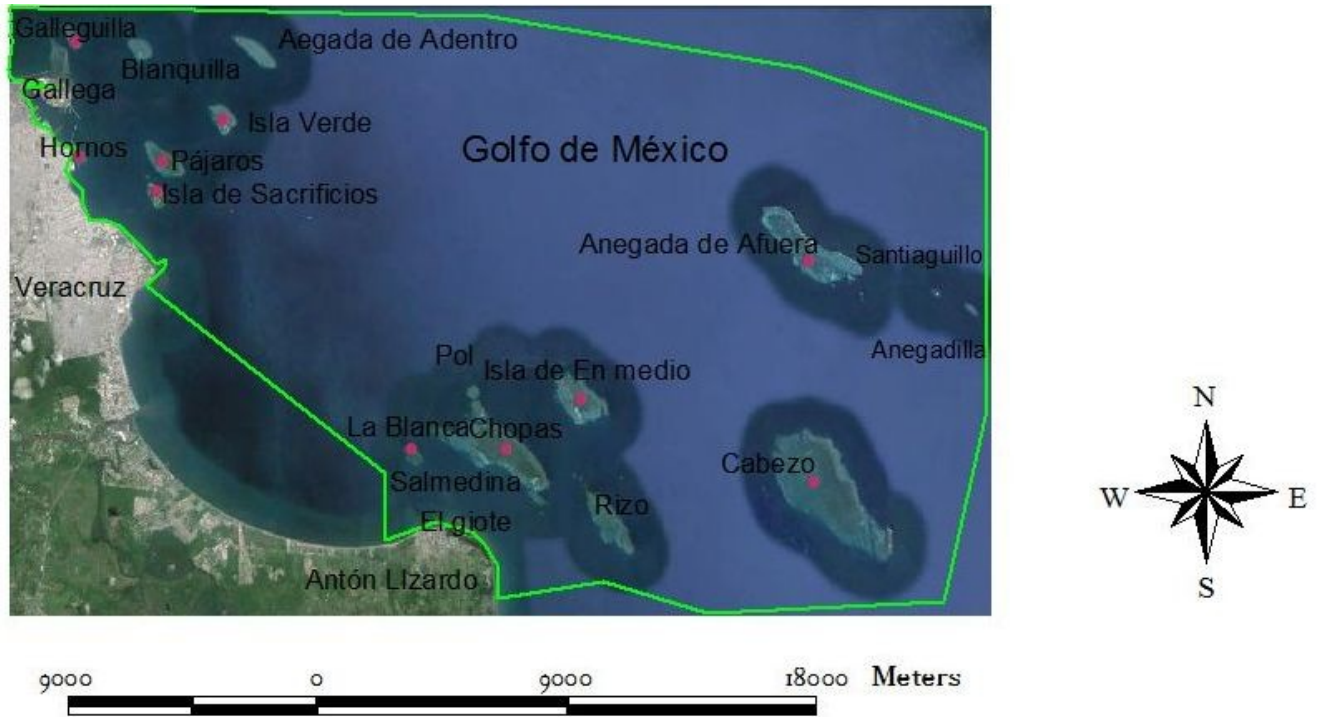 Galleguilla
Aegada de Adentro
Blanquilla
Gallega
Isla Verde
Hornos
Golfo de México
Pájaros
Isla de Sacrificios
Anegada de Afuera
Santiaguillo
Veracruz
Anegadilla
Pol
Isla de En medio
La Blanca
Chopas
Cabezo
Salmedina
Rizo
El giote
Antón LIzardo
N
W
E
S
9000 0 9000 18000 Meters